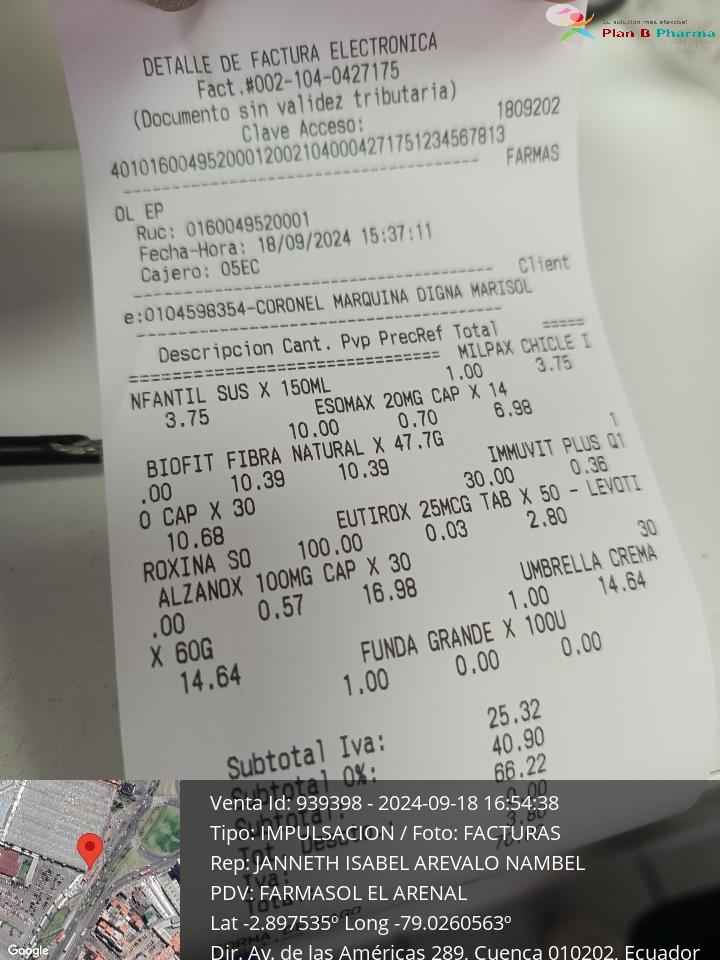 Su solución más efectiva!
Plan B Pharma
DETALLE DE FACTURA ELECTRONICA
Fact.#002-104-0427175
(Documento sin validez tributaria)
Clave Acceso: 1809202
401016004952000120021040004271751234567813
FARMAS
OL EP
Ruc: 0160049520001
Fecha-Hora: 18/09/2024 15:37:11
Cajero: 05EC
Client
e:0104598354-CORONEL MARQUINA DIGNA MARISOL
Descripcion Cant. Pvp PrecRef Total
MILPAX CHICLE I
NFANTIL SUS X 150ML 1.00 3.75
3.75 ESOMAX 20MG CAP X 14
10.00 0.70 6.98
BIOFIT FIBRA NATURAL X 47.7G 1
.00 10.39 10.39 IMMUVIT PLUS Q1
0 CAP X 30 30.00 0.36
10.68 EUTIROX 25MCG TAB X 50 - LEVOTI
ROXINA SO 100.00 0.03 2.80
ALZANOX 100MG CAP X 30 30
.00 0.57 16.98 UMBRELLA CREMA
X 60G 1.00 14.64
14.64 FUNDA GRANDE X 100U
1.00 0.00 0.00
Subtotal Iva: 25.32
Subtotal 0%: 40.90
Subtotal: 66.22
Venta Id: 939398 - 2024-09-18 16:54:38
Tipo: IMPULSACION / Foto: FACTURAS
Rep: JANNETH ISABEL AREVALO NAMBEL
PDV: FARMASOL EL ARENAL
Lat -2.897535º Long -79.0260563º
Dir. Av. de las Américas 289, Cuenca 010202, Ecuador
Google